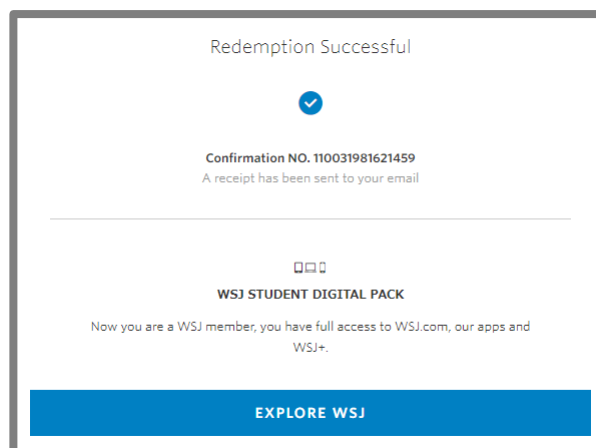 Redemption Successful
Confirmation NO. 110031981621459
A receipt has been sent to your email
WSJ STUDENT DIGITAL PACK
Now you are a WSJ member, you have full access to WSJ.com, our apps and
WSJ+.
EXPLORE WSJ